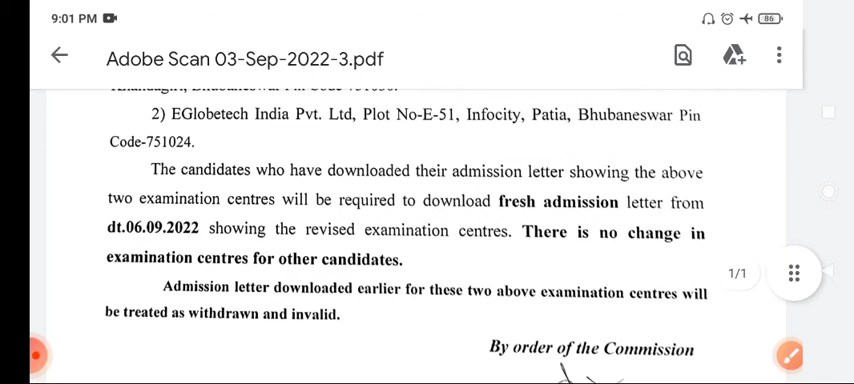 9:01 PM
86
Adobe Scan 03-Sep-2022-3.pdf
2) EGlobetech India Pvt. Ltd, Plot No-E-51, Infocity, Patia, Bhubaneswar Pin
Code-751024.
The candidates who have downloaded their admission letter showing the above
two examination centres will be required to download fresh admission letter from
dt.06.09.2022 showing the revised examination centres. There is no change in
examination centres for other candidates.
1/1
Admission letter downloaded earlier for these two above examination centres will
be treated as withdrawn and invalid.
By order of the Commission